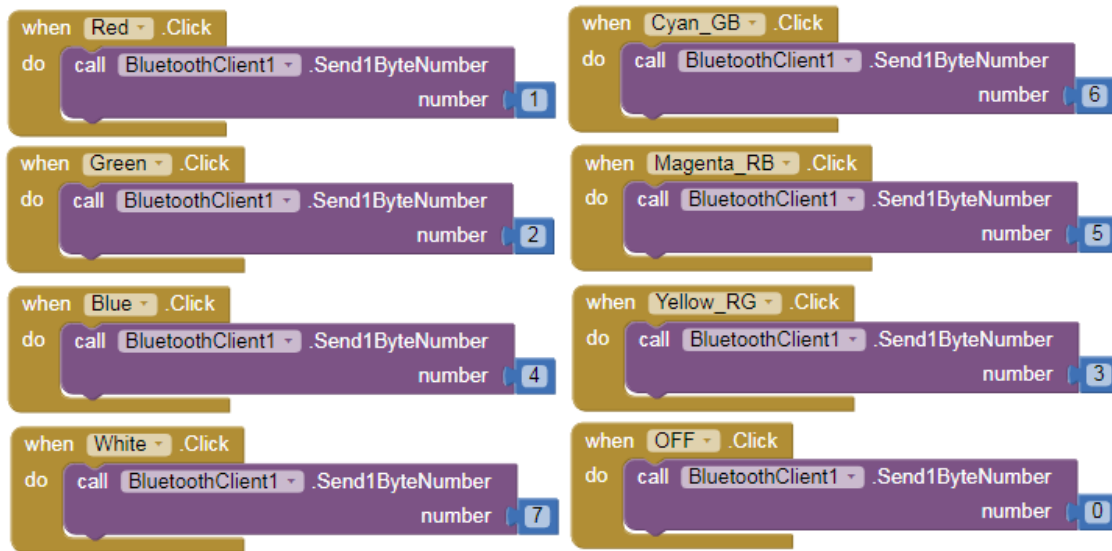 when Red .Click
do call BluetoothClient1 .Send1ByteNumber
number 1
when Green .Click
do call BluetoothClient1 .Send1ByteNumber
number 2
when Blue .Click
do call BluetoothClient1 .Send1ByteNumber
number 4
when White .Click
do call BluetoothClient1 .Send1ByteNumber
number 7
when Cyan_GB .Click
do call BluetoothClient1 .Send1ByteNumber
number 6
when Magenta_RB .Click
do call BluetoothClient1 .Send1ByteNumber
number 5
when Yellow_RG .Click
do call BluetoothClient1 .Send1ByteNumber
number 3
when OFF .Click
do call BluetoothClient1 .Send1ByteNumber
number 0